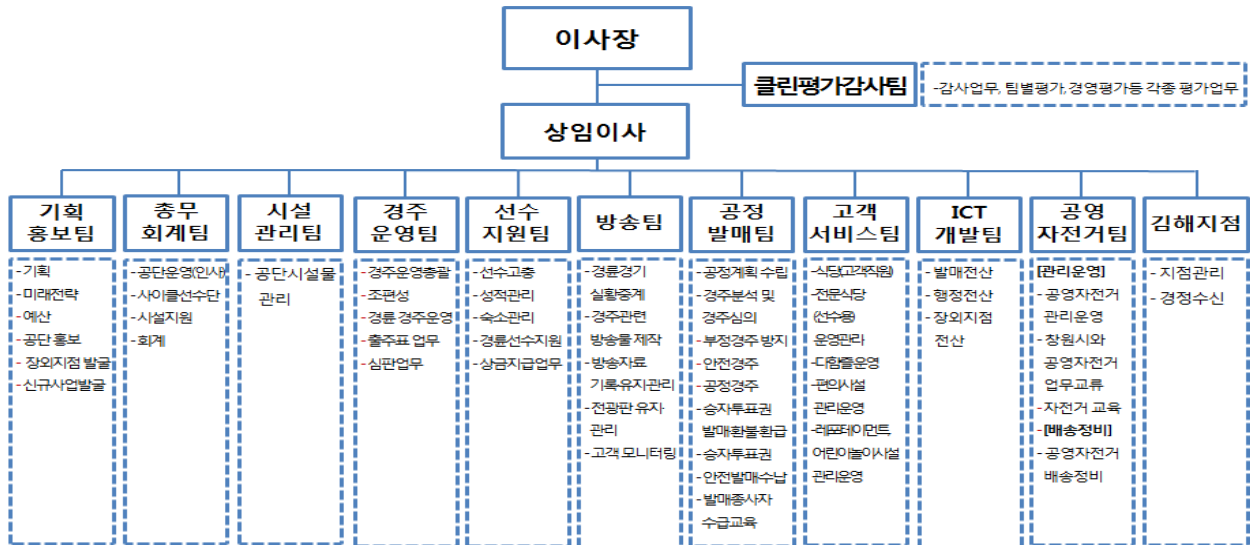 이사장
클린평가감사팀
-감사업무, 팀별평가, 경영평가등 각종 평가업무
상임이사
기획
홍보팀
- 기획
- 미래전략
- 예산
- 공단 홍보
- 장외지점 발굴
- 신규사업발굴
총무
회계팀
- 공단운영(인사)
- 사이클선수단
- 시설지원
- 회계
시설
관리팀
- 공단시설물
관리
경주
운영팀
- 경주운영총괄
- 조편성
- 경륜 경주운영
- 출주표 업무
- 심판업무
선수
지원팀
- 선수고충
- 성적관리
- 숙소관리
- 경륜선수지원
- 상금지급업무
방송팀
- 경륜경기
실황중계
- 경주관련
방송물 제작
- 방송자료
기록유지관리
- 전광판 유지
관리
- 고객 모니터링
공정
발매팀
- 공정계획 수립
- 경주분석 및
경주심의
- 부정경주 방지
- 안전경주
- 공정경주
- 승자투표권
발매환불환급
- 승자투표권
- 안전발매수납
- 발매종사자
수급교육
고객
서비스팀
- 식당(고객직원)
- 전문식당
(선수용)
운영관라
- 다함줄운영
- 편의시설
관리운영
- 레포테이먼트,
어린이놀이시설
관리운영
ICT
개발팀
- 발매전산
- 행정전산
- 장외지점
전산
공영
자전거팀
[관리운영]
- 공영자전거
관리운영
- 창원시와
공영자전거
업무교류
- 자전거 교육
- [배송정비]
- 공영자전거
배송정비
김해지점
- 지점관리
- 경정수신